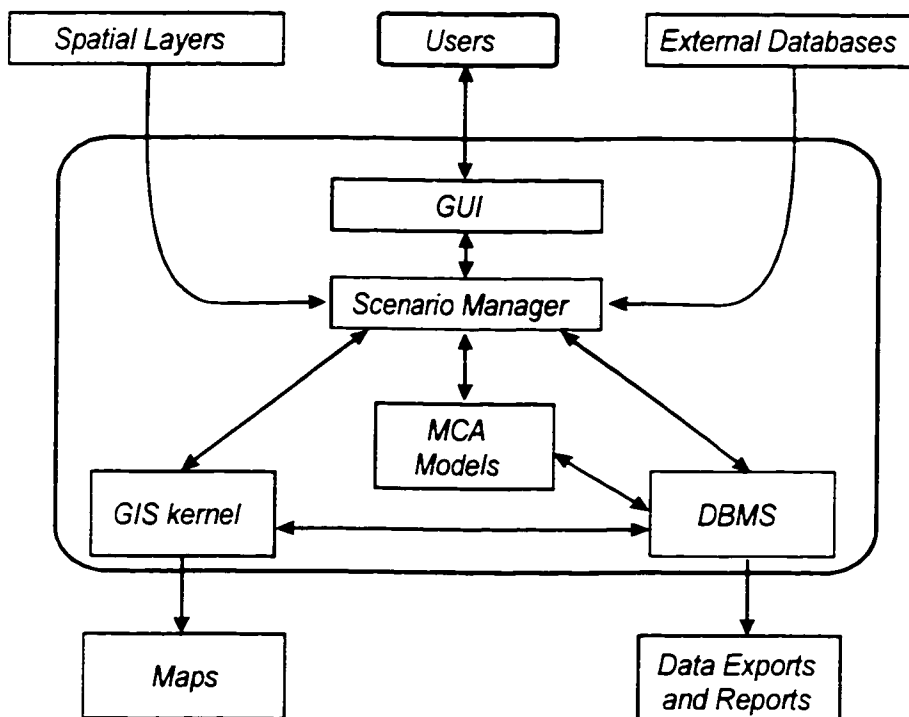 Spatial Layers
Users
External Databases
GUI
Scenario Manager
MCA
Models
GIS kernel
DBMS
Maps
Data Exports
and Reports